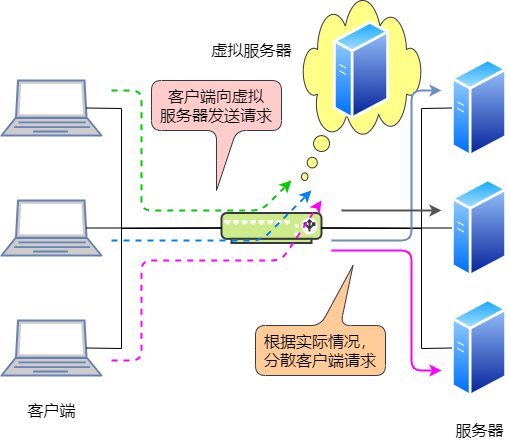 虚拟服务器
客户端向虚拟
服务器发送请求
根据实际情况，
分散客户端请求
客户端
服务器